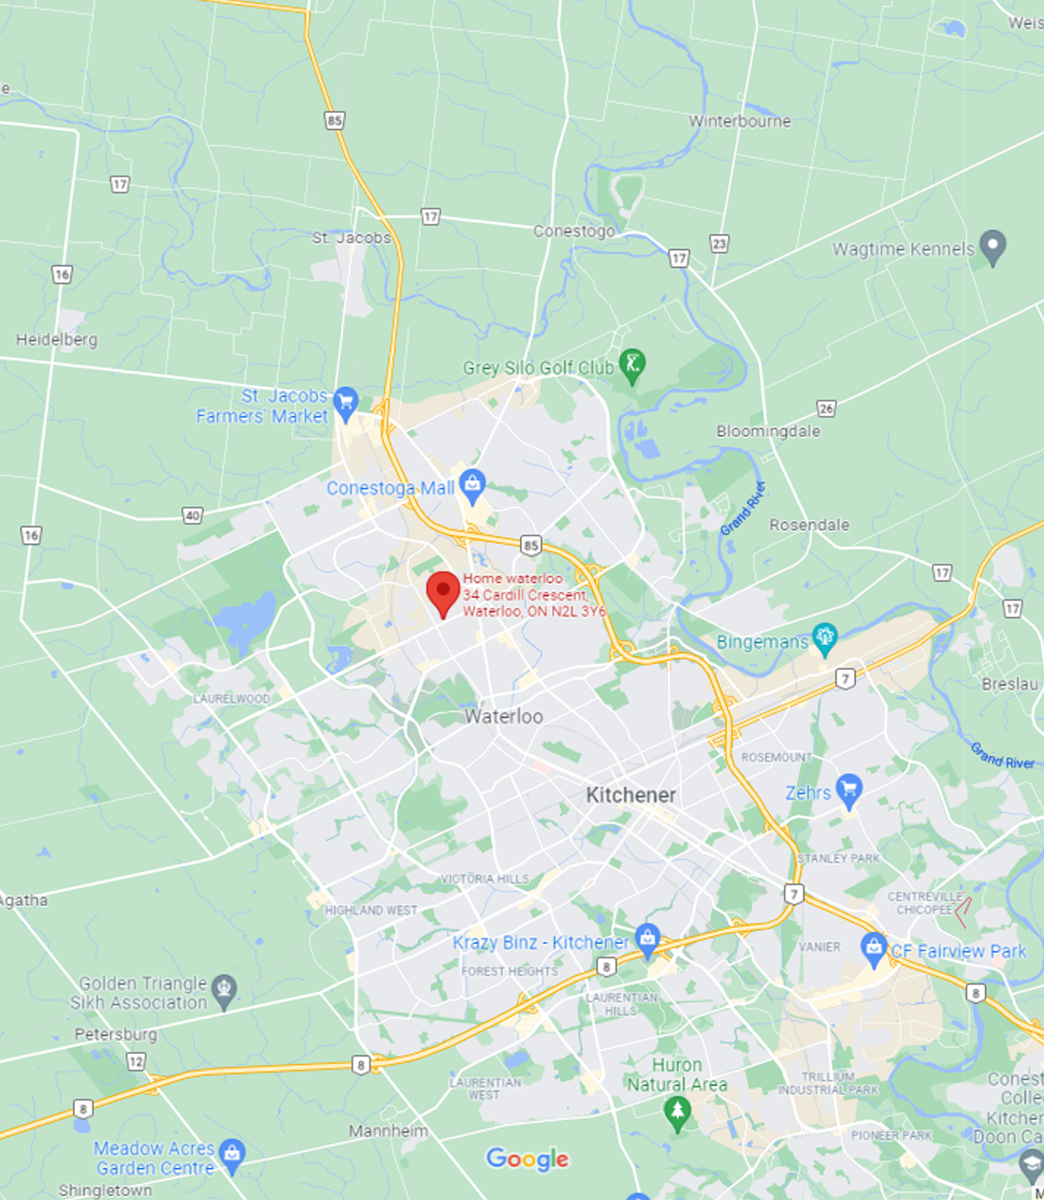 Weis
85
Winterbourne
17
17
St. Jacobs
Conestogo
23
17
Wagtime Kennels
16
Heidelberg
Grey Silo Golf Club
St. Jacobs
Farmers' Market
26
Bloomingdale
Conestoga Mall
Grand River
40
Rosendale
16
85
17
Home waterloo
34 Cardill Crescent,
Waterloo, ON N2L 3Y6
17
Bingemans
7
Breslau
LAURELWOOD
Waterloo
Grand River
ROSEMOUNT
Kitchener
Zehrs
STANLEY PARK
VICTORIA HILLS
7
CENTREVILLE
CHICOPEE
Agatha
HIGHLAND WEST
Krazy Binz - Kitchener
VANIER
CF Fairview Park
8
FOREST HEIGHTS
Golden Triangle
Sikh Association
LAURENTIAN
HILLS
8
Petersburg
12
8
Huron
Natural Area
TRILLIUM
INDUSTRIAL PARK
LAURENTIAN
WEST
Conest
Colle
Kitchen
Doon Ca
8
Mannheim
PIONEER PARK
Meadow Acres
Garden Centre
Google
Shingletown
M